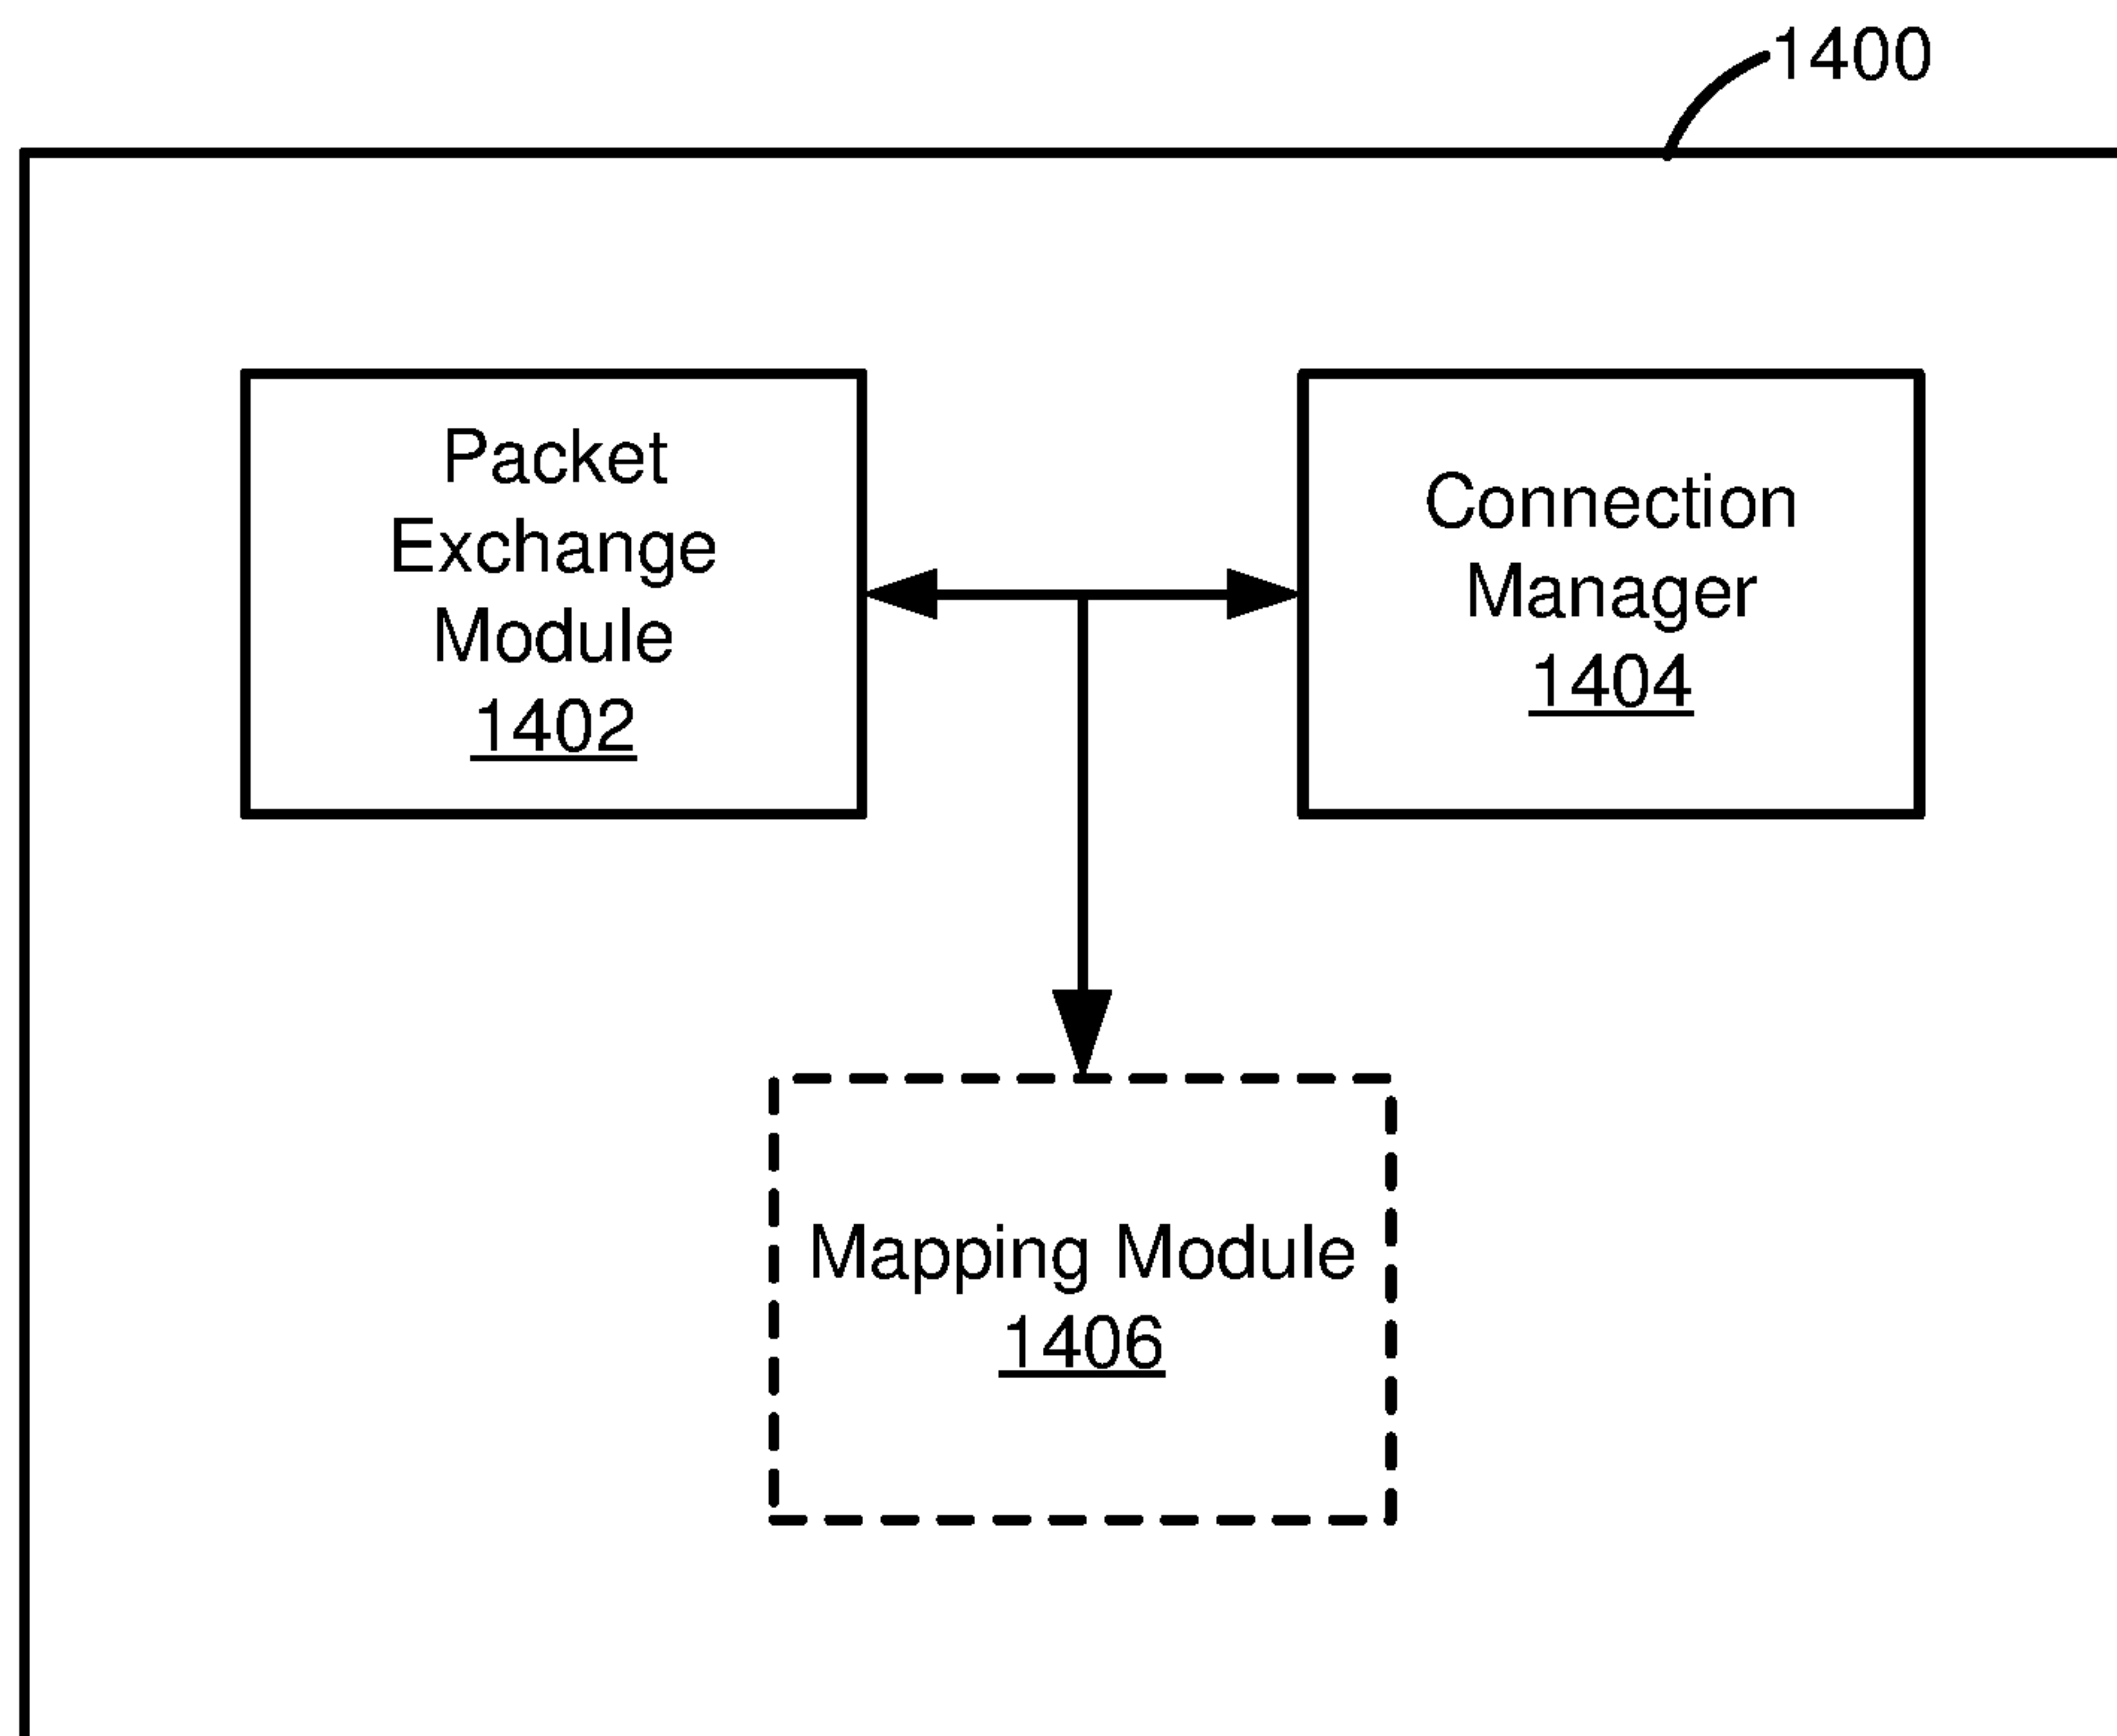 1400
Packet
Exchange
Module
1402
Connection
Manager
1404
Mapping Module
1406